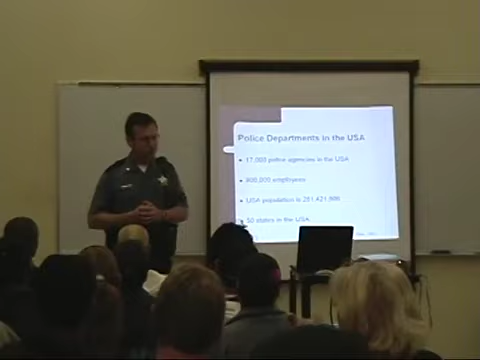 Police Departments in the USA
• 17,000 police agencies in the USA
• 800,000 employees
• USA population is 281,421,906
• 50 states in the USA